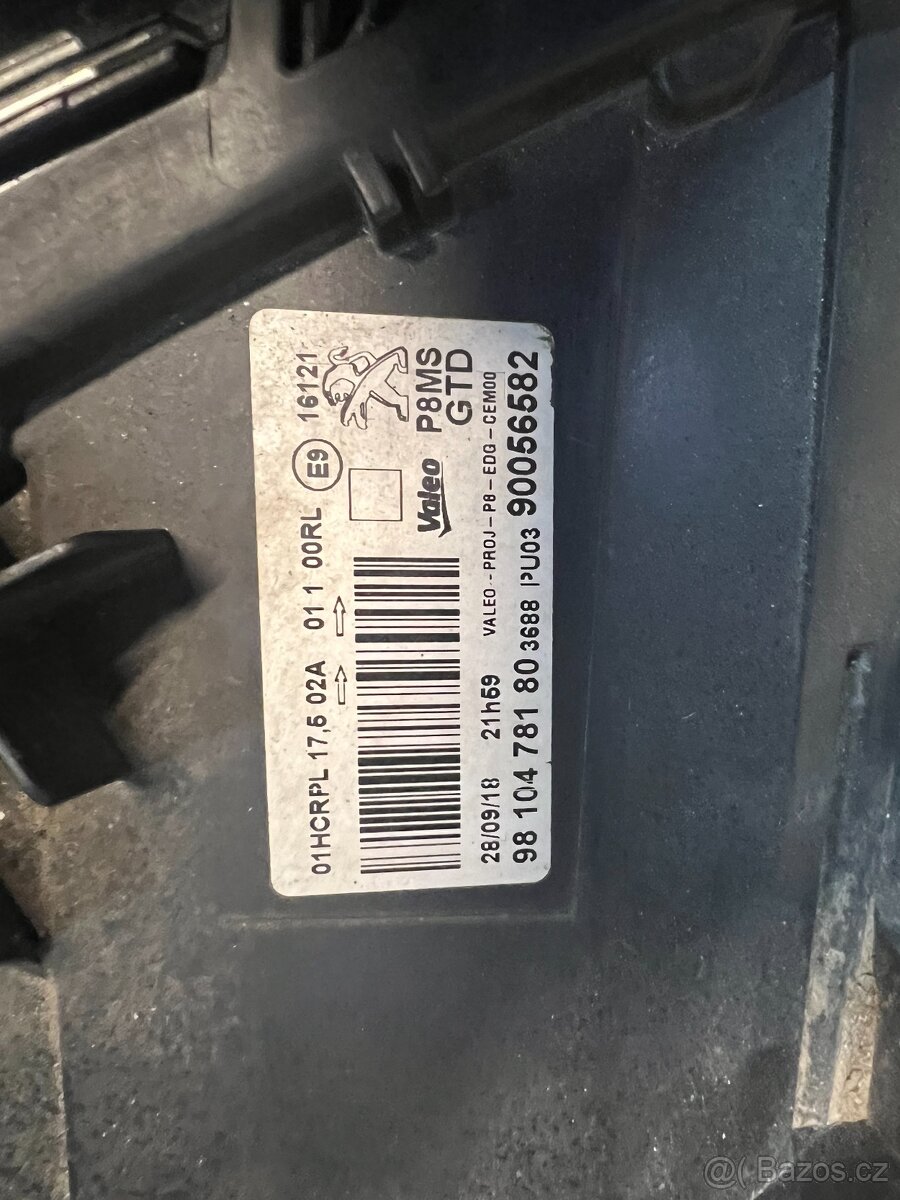 01HCRPL 17,5 02A 01 1 00RL E9 16121
Valeo
P8MS
GTD
28/09/18 21h59 VALEO--PROJ-P8-EDG-CEM00
98 104 781 80 3688 PU03 90056582
@( Bazoš.cz